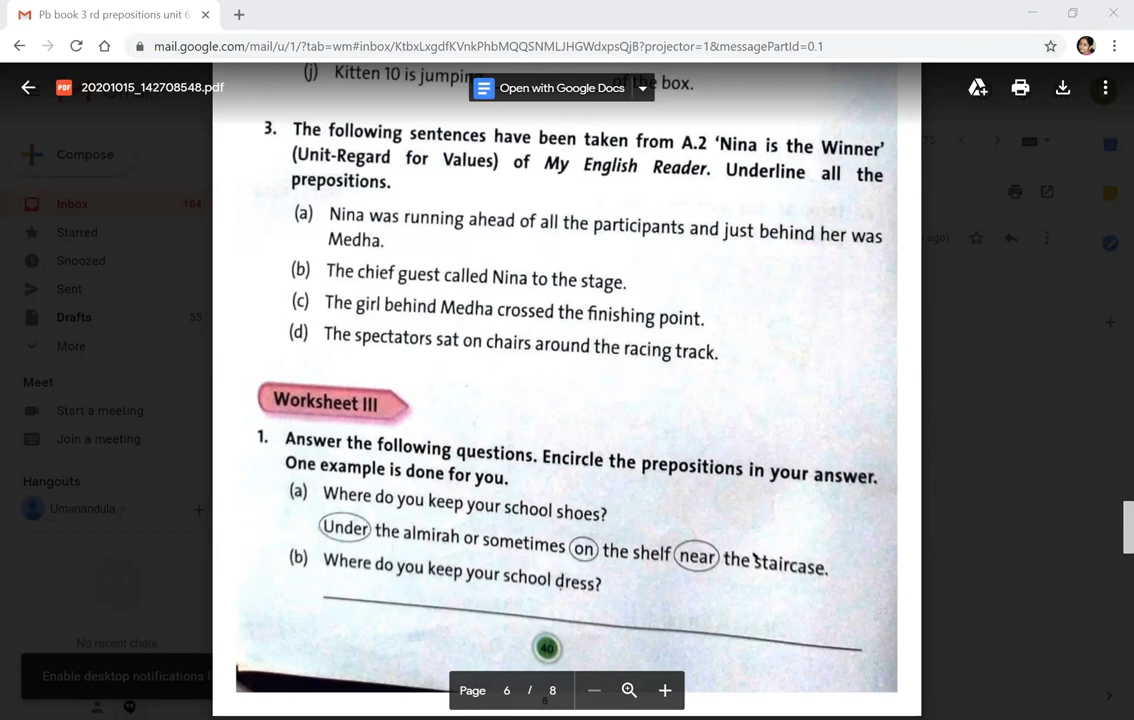 Pb book 3 rd prepositions unit 6
mail.google.com/mail/u/1/?tab=wm#inbox/KtbxLxgdfKVnkPhbMQQSNMLJHGWdxpsQjB?projector=1&messagePartId=0.1
PDF 20201015_142708548.pdf
Open with Google Docs
(j) Kitten 10 is jumping of the box.
3. The following sentences have been taken from A.2 ‘Nina is the Winner’
(Unit-Regard for Values) of My English Reader. Underline all the
prepositions.
(a) Nina was running ahead of all the participants and just behind her was
Medha.
(b) The chief guest called Nina to the stage.
(c) The girl behind Medha crossed the finishing point.
(d) The spectators sat on chairs around the racing track.
Worksheet III
1. Answer the following questions. Encircle the prepositions in your answer.
One example is done for you.
(a) Where do you keep your school shoes?
Under the almirah or sometimes on the shelf near the staircase.
(b) Where do you keep your school dress?
40
Page 6 / 8
6
Compose
Inbox 104
Starred
Snoozed
Sent
Drafts 55
More
Meet
Start a meeting
Join a meeting
Hangouts
Umanandula
No recent chats
Enable desktop notifications f
75
ago)